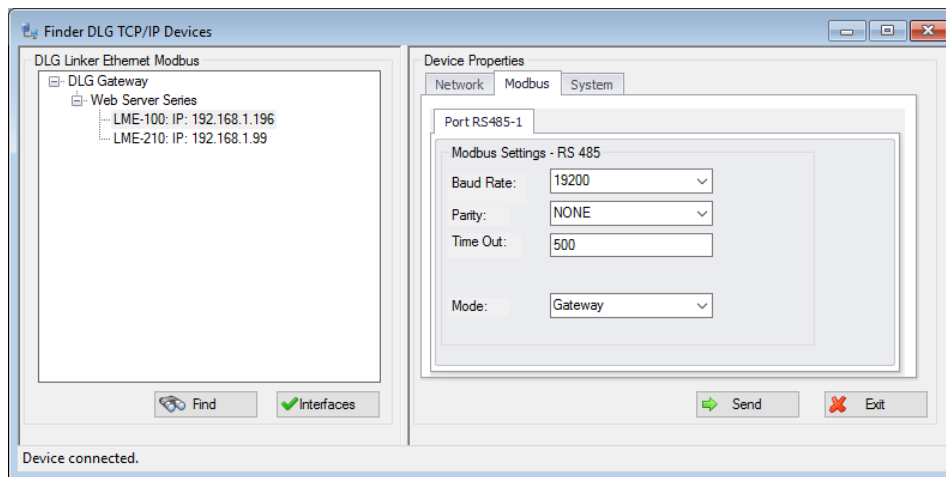 Finder DLG TCP/IP Devices
DLG Linker Ethernet Modbus
DLG Gateway
Web Server Series
LME-100: IP: 192.168.1.196
LME-210: IP: 192.168.1.99
Find
Interfaces
Device Properties
Network Modbus System
Port RS485-1
Modbus Settings - RS 485
Baud Rate: 19200
Parity: NONE
Time Out: 500
Mode: Gateway
Send
Exit
Device connected.